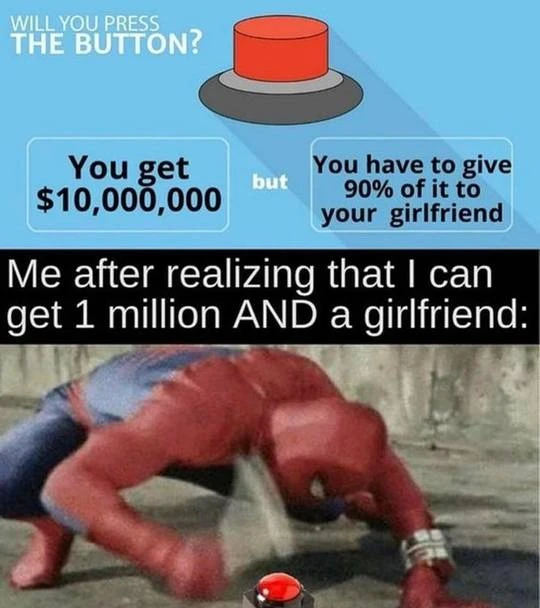 WILL YOU PRESS
THE BUTTON?
You get
$10,000,000
but
You have to give
90% of it to
your girlfriend
Me after realizing that I can
get 1 million AND a girlfriend: